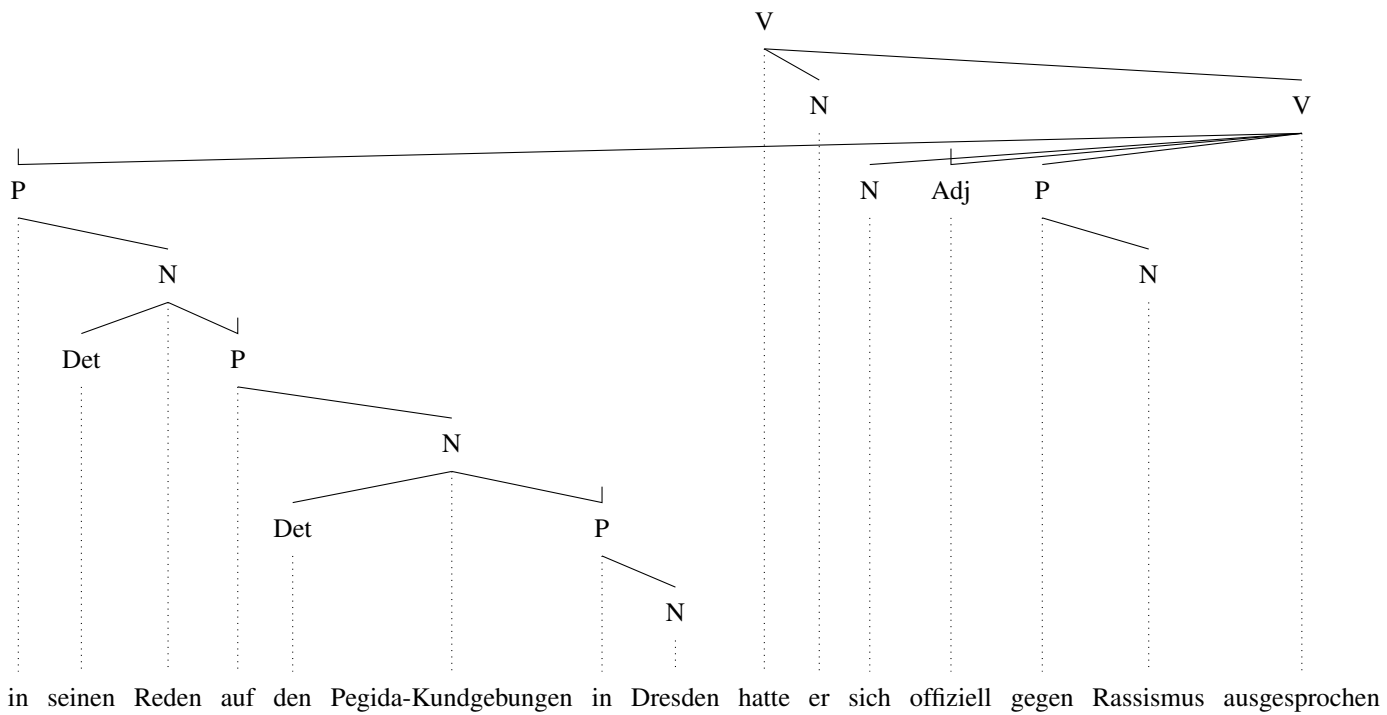 V
N V
P N Adj P
N N
Det P
N
Det P
N
in seinen Reden auf den Pegida-Kundgebungen in Dresden hatte er sich offiziell gegen Rassismus ausgesprochen